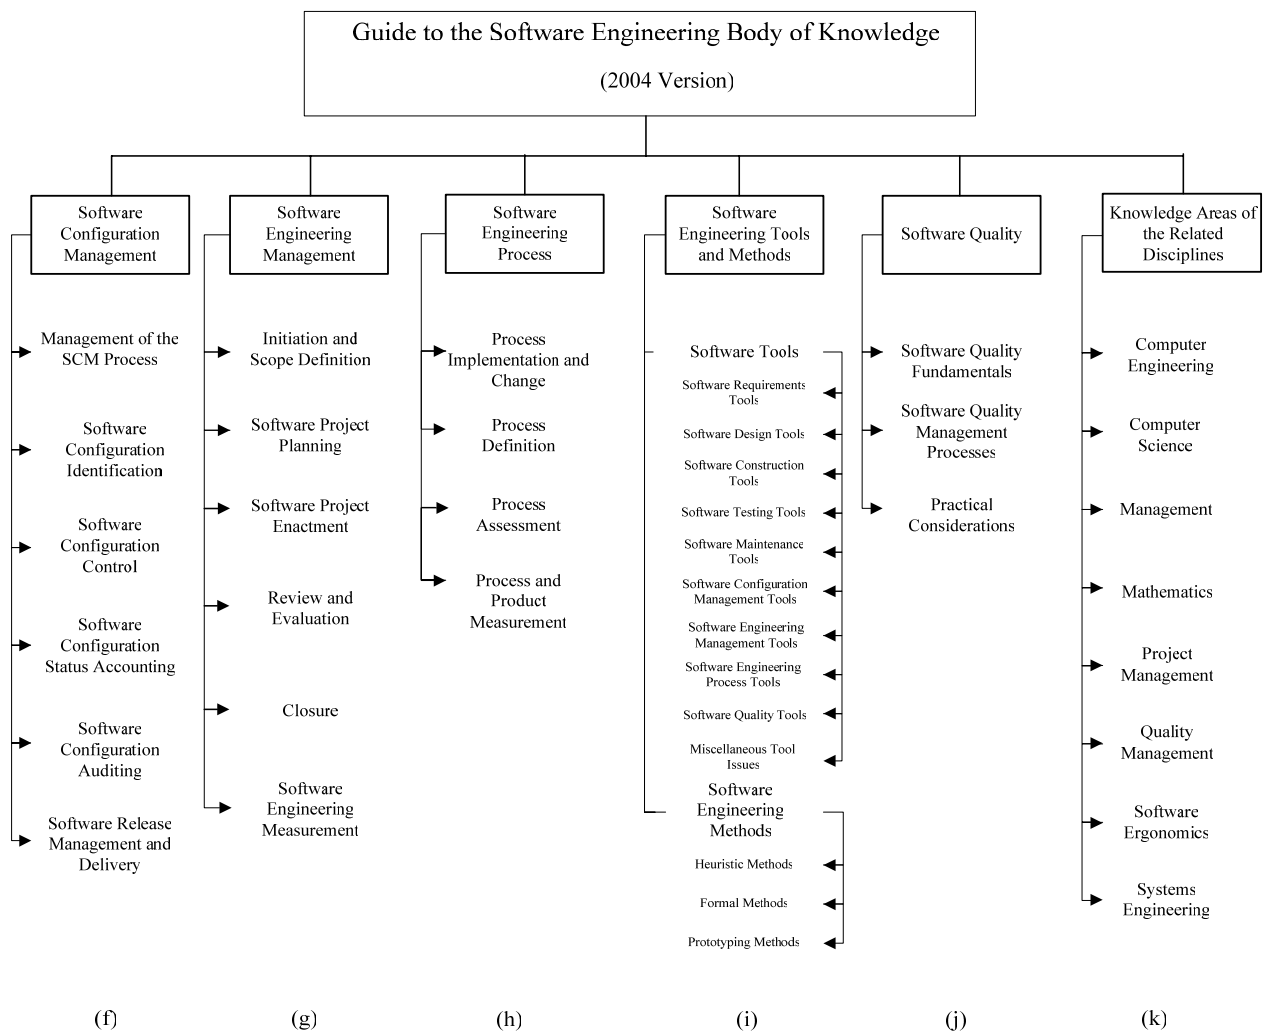 Guide to the Software Engineering Body of Knowledge
(2004 Version)
Software
Configuration
Management
Management of the
SCM Process
Software
Configuration
Identification
Software
Configuration
Control
Software
Configuration
Status Accounting
Software
Configuration
Auditing
Software Release
Management and
Delivery
(f)
Software
Engineering
Management
Initiation and
Scope Definition
Software Project
Planning
Software Project
Enactment
Review and
Evaluation
Closure
Software
Engineering
Measurement
(g)
Software
Engineering
Process
Process
Implementation and
Change
Process
Definition
Process
Assessment
Process and
Product
Measurement
(h)
Software
Engineering Tools
and Methods
Software Tools
Software Requirements
Tools
Software Design Tools
Software Construction
Tools
Software Testing Tools
Software Maintenance
Tools
Software Configuration
Management Tools
Software Engineering
Management Tools
Software Engineering
Process Tools
Software Quality Tools
Miscellaneous Tool
Issues
Software
Engineering
Methods
Heuristic Methods
Formal Methods
Prototyping Methods
(i)
Software Quality
Software Quality
Fundamentals
Software Quality
Management
Processes
Practical
Considerations
(j)
Knowledge Areas of
the Related
Disciplines
Computer
Engineering
Computer
Science
Management
Mathematics
Project
Management
Quality
Management
Software
Ergonomics
Systems
Engineering
(k)